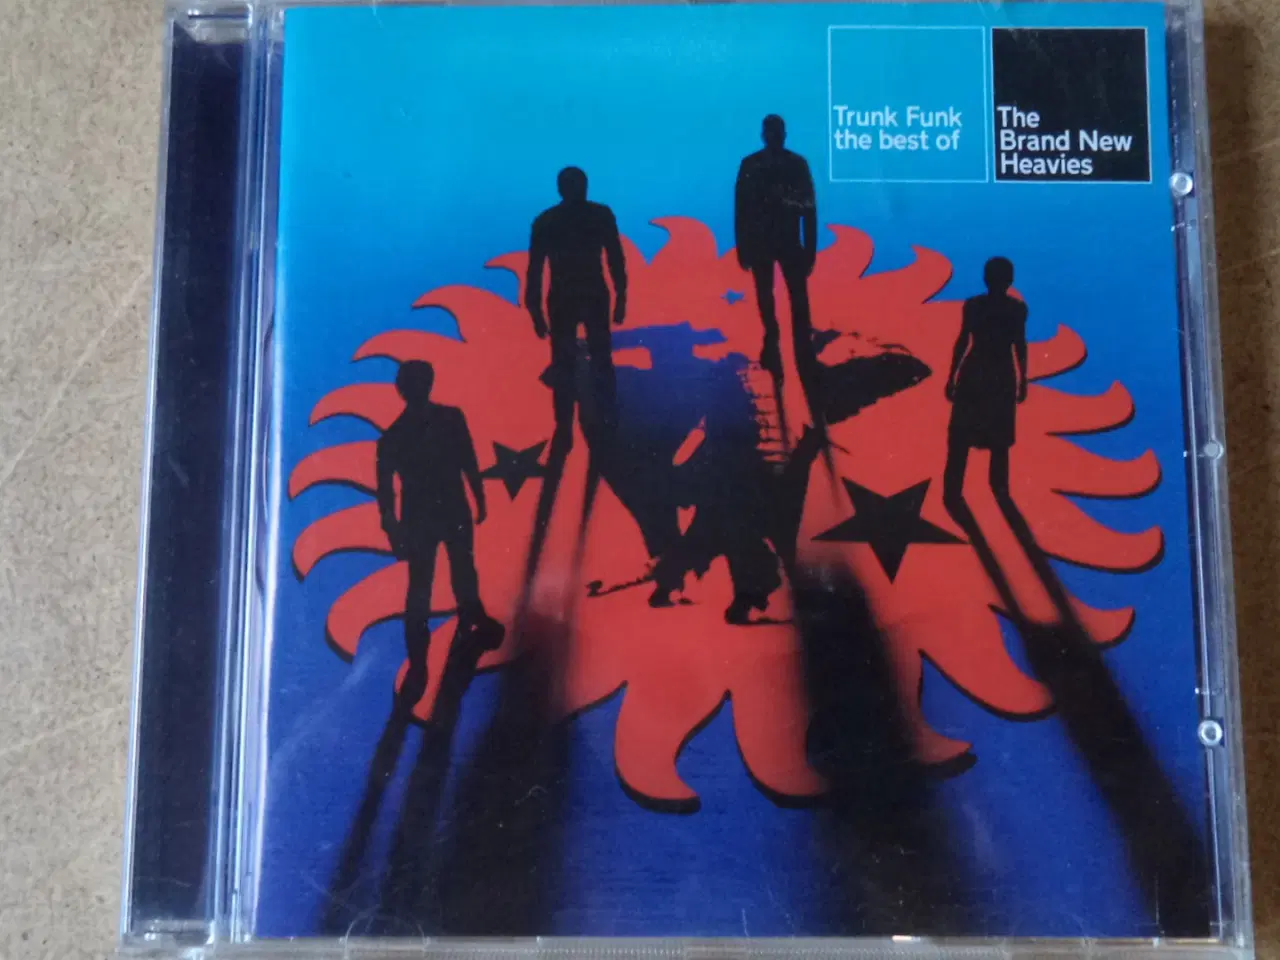 Trunk Funk
the best of
The
Brand New
Heavies